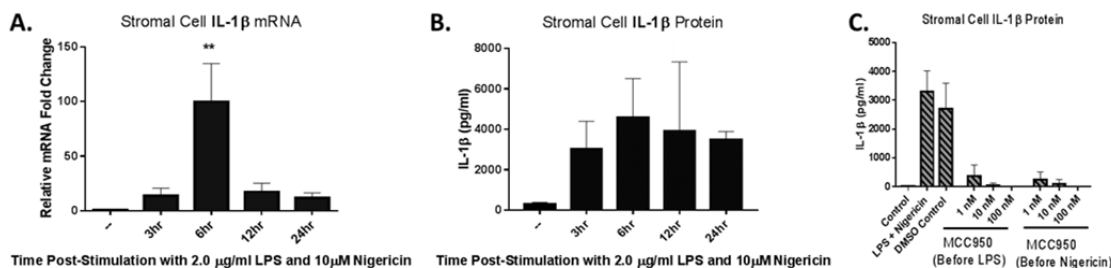 A.
Stromal Cell IL-1β mRNA
Relative mRNA Fold Change
150
100
50
0
**
--
3hr
6hr
12hr
24hr
Time Post-Stimulation with 2.0 μg/ml LPS and 10μM Nigericin
B.
Stromal Cell IL-1β Protein
IL-1β (pg/ml)
8000
6000
4000
2000
0
--
3hr
6hr
12hr
24hr
Time Post-Stimulation with 2.0 μg/ml LPS and 10μM Nigericin
C.
Stromal Cell IL-1β Protein
IL-1β (pg/ml)
5000
4000
3000
2000
1000
0
Control
LPS + Nigericin
DMSO Control
1 nM
10 nM
100 nM
MCC950
(Before LPS)
1 nM
10 nM
100 nM
MCC950
(Before Nigericin)